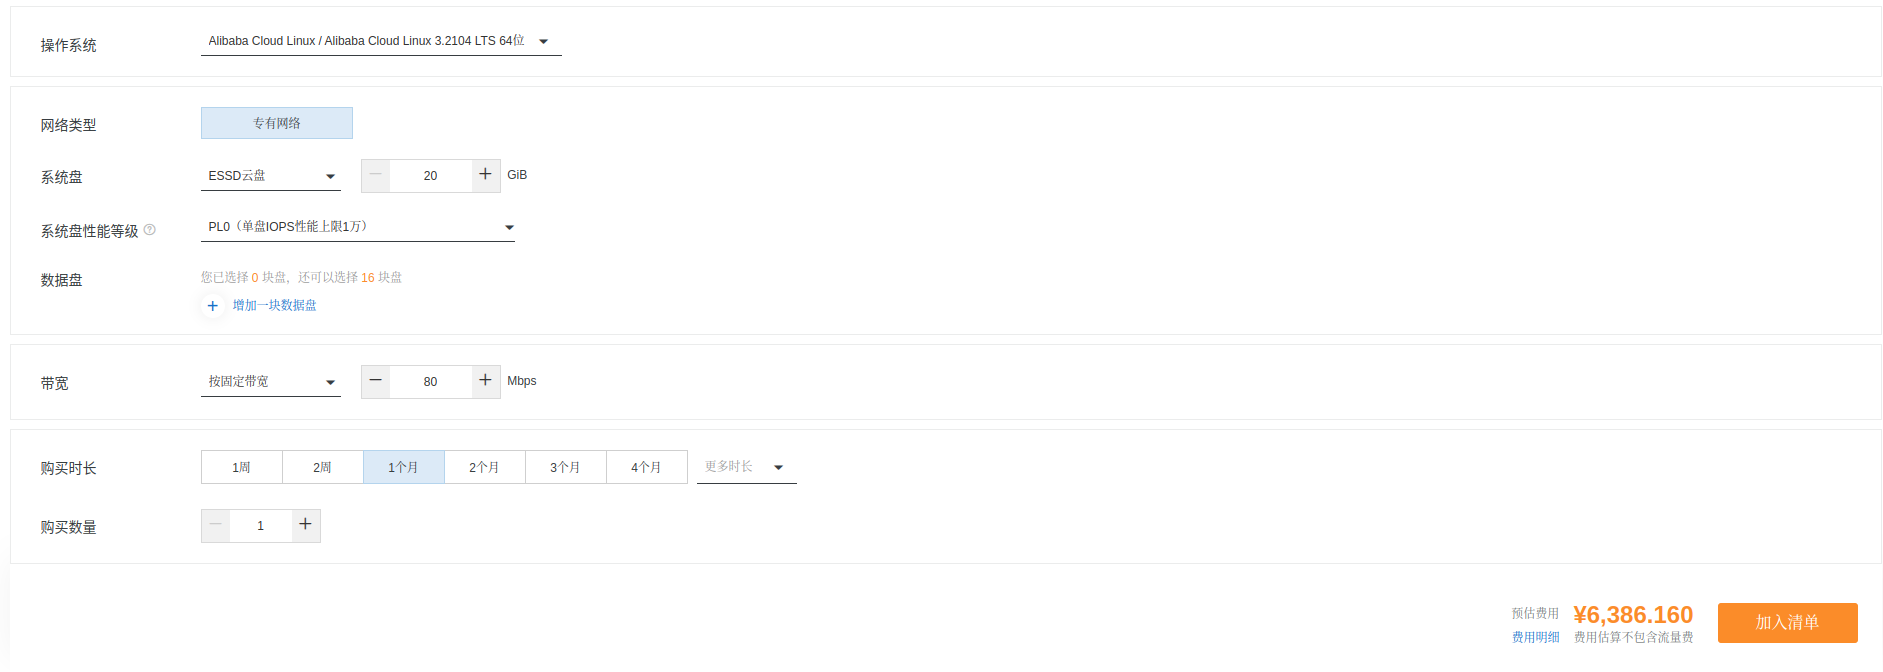 操作系统 Alibaba Cloud Linux / Alibaba Cloud Linux 3.2104 LTS 64位
网络类型 专有网络
系统盘 ESSD云盘 20 GiB
系统盘性能等级 PL0（单盘IOPS性能上限1万）
数据盘 您已选择 0 块盘，还可以选择 16 块盘
增加一块数据盘
带宽 按固定带宽 80 Mbps
购买时长 1周 2周 1个月 2个月 3个月 4个月 更多时长
购买数量 1
预估费用 ¥6,386.160 加入清单
费用明细 费用估算不包含流量费